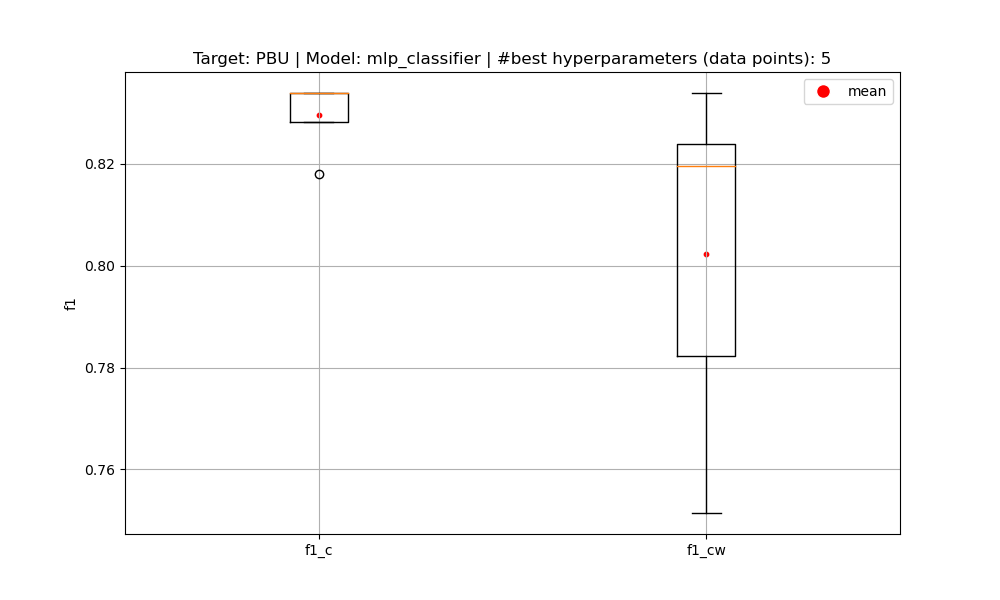 Target: PBU | Model: mlp_classifier | #best hyperparameters (data points): 5
mean
0.82
0.80
0.78
0.76
f1
f1_c
f1_cw